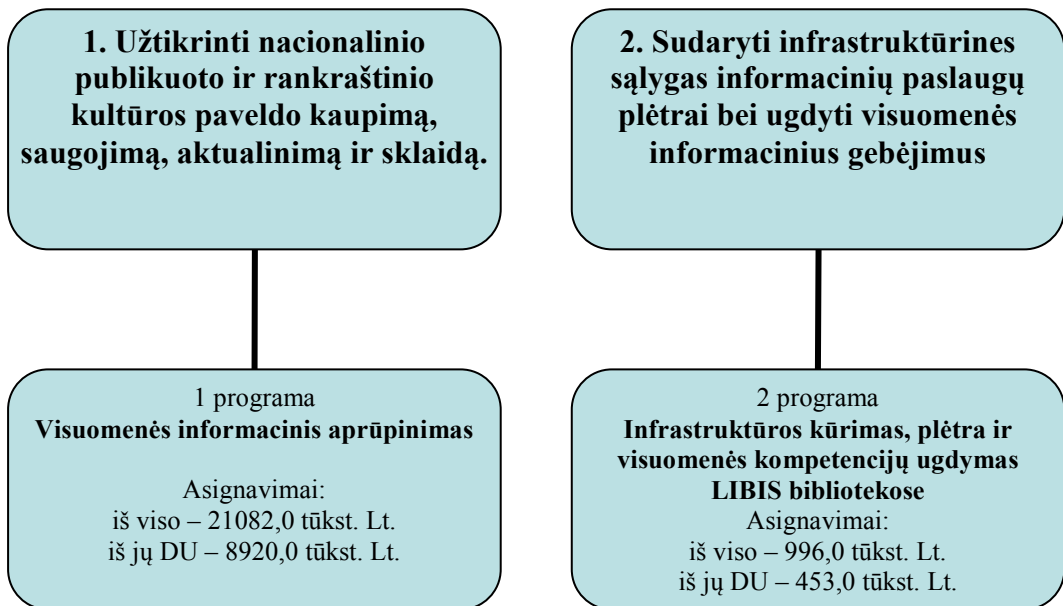 1. Užtikrinti nacionalinio
publikuoto ir rankraštinio
kultūros paveldo kaupimą,
saugojimą, aktualinimą ir sklaidą.
2. Sudaryti infrastruktūrines
sąlygas informacinių paslaugų
plėtrai bei ugdyti visuomenės
informacinius gebėjimus
1 programa
Visuomenės informacinis aprūpinimas
Asignavimai:
iš viso – 21082,0 tūkst. Lt.
iš jų DU – 8920,0 tūkst. Lt.
2 programa
Infrastruktūros kūrimas, plėtra ir
visuomenės kompetencijų ugdymas
LIBIS bibliotekose
Asignavimai:
iš viso – 996,0 tūkst. Lt.
iš jų DU – 453,0 tūkst. Lt.